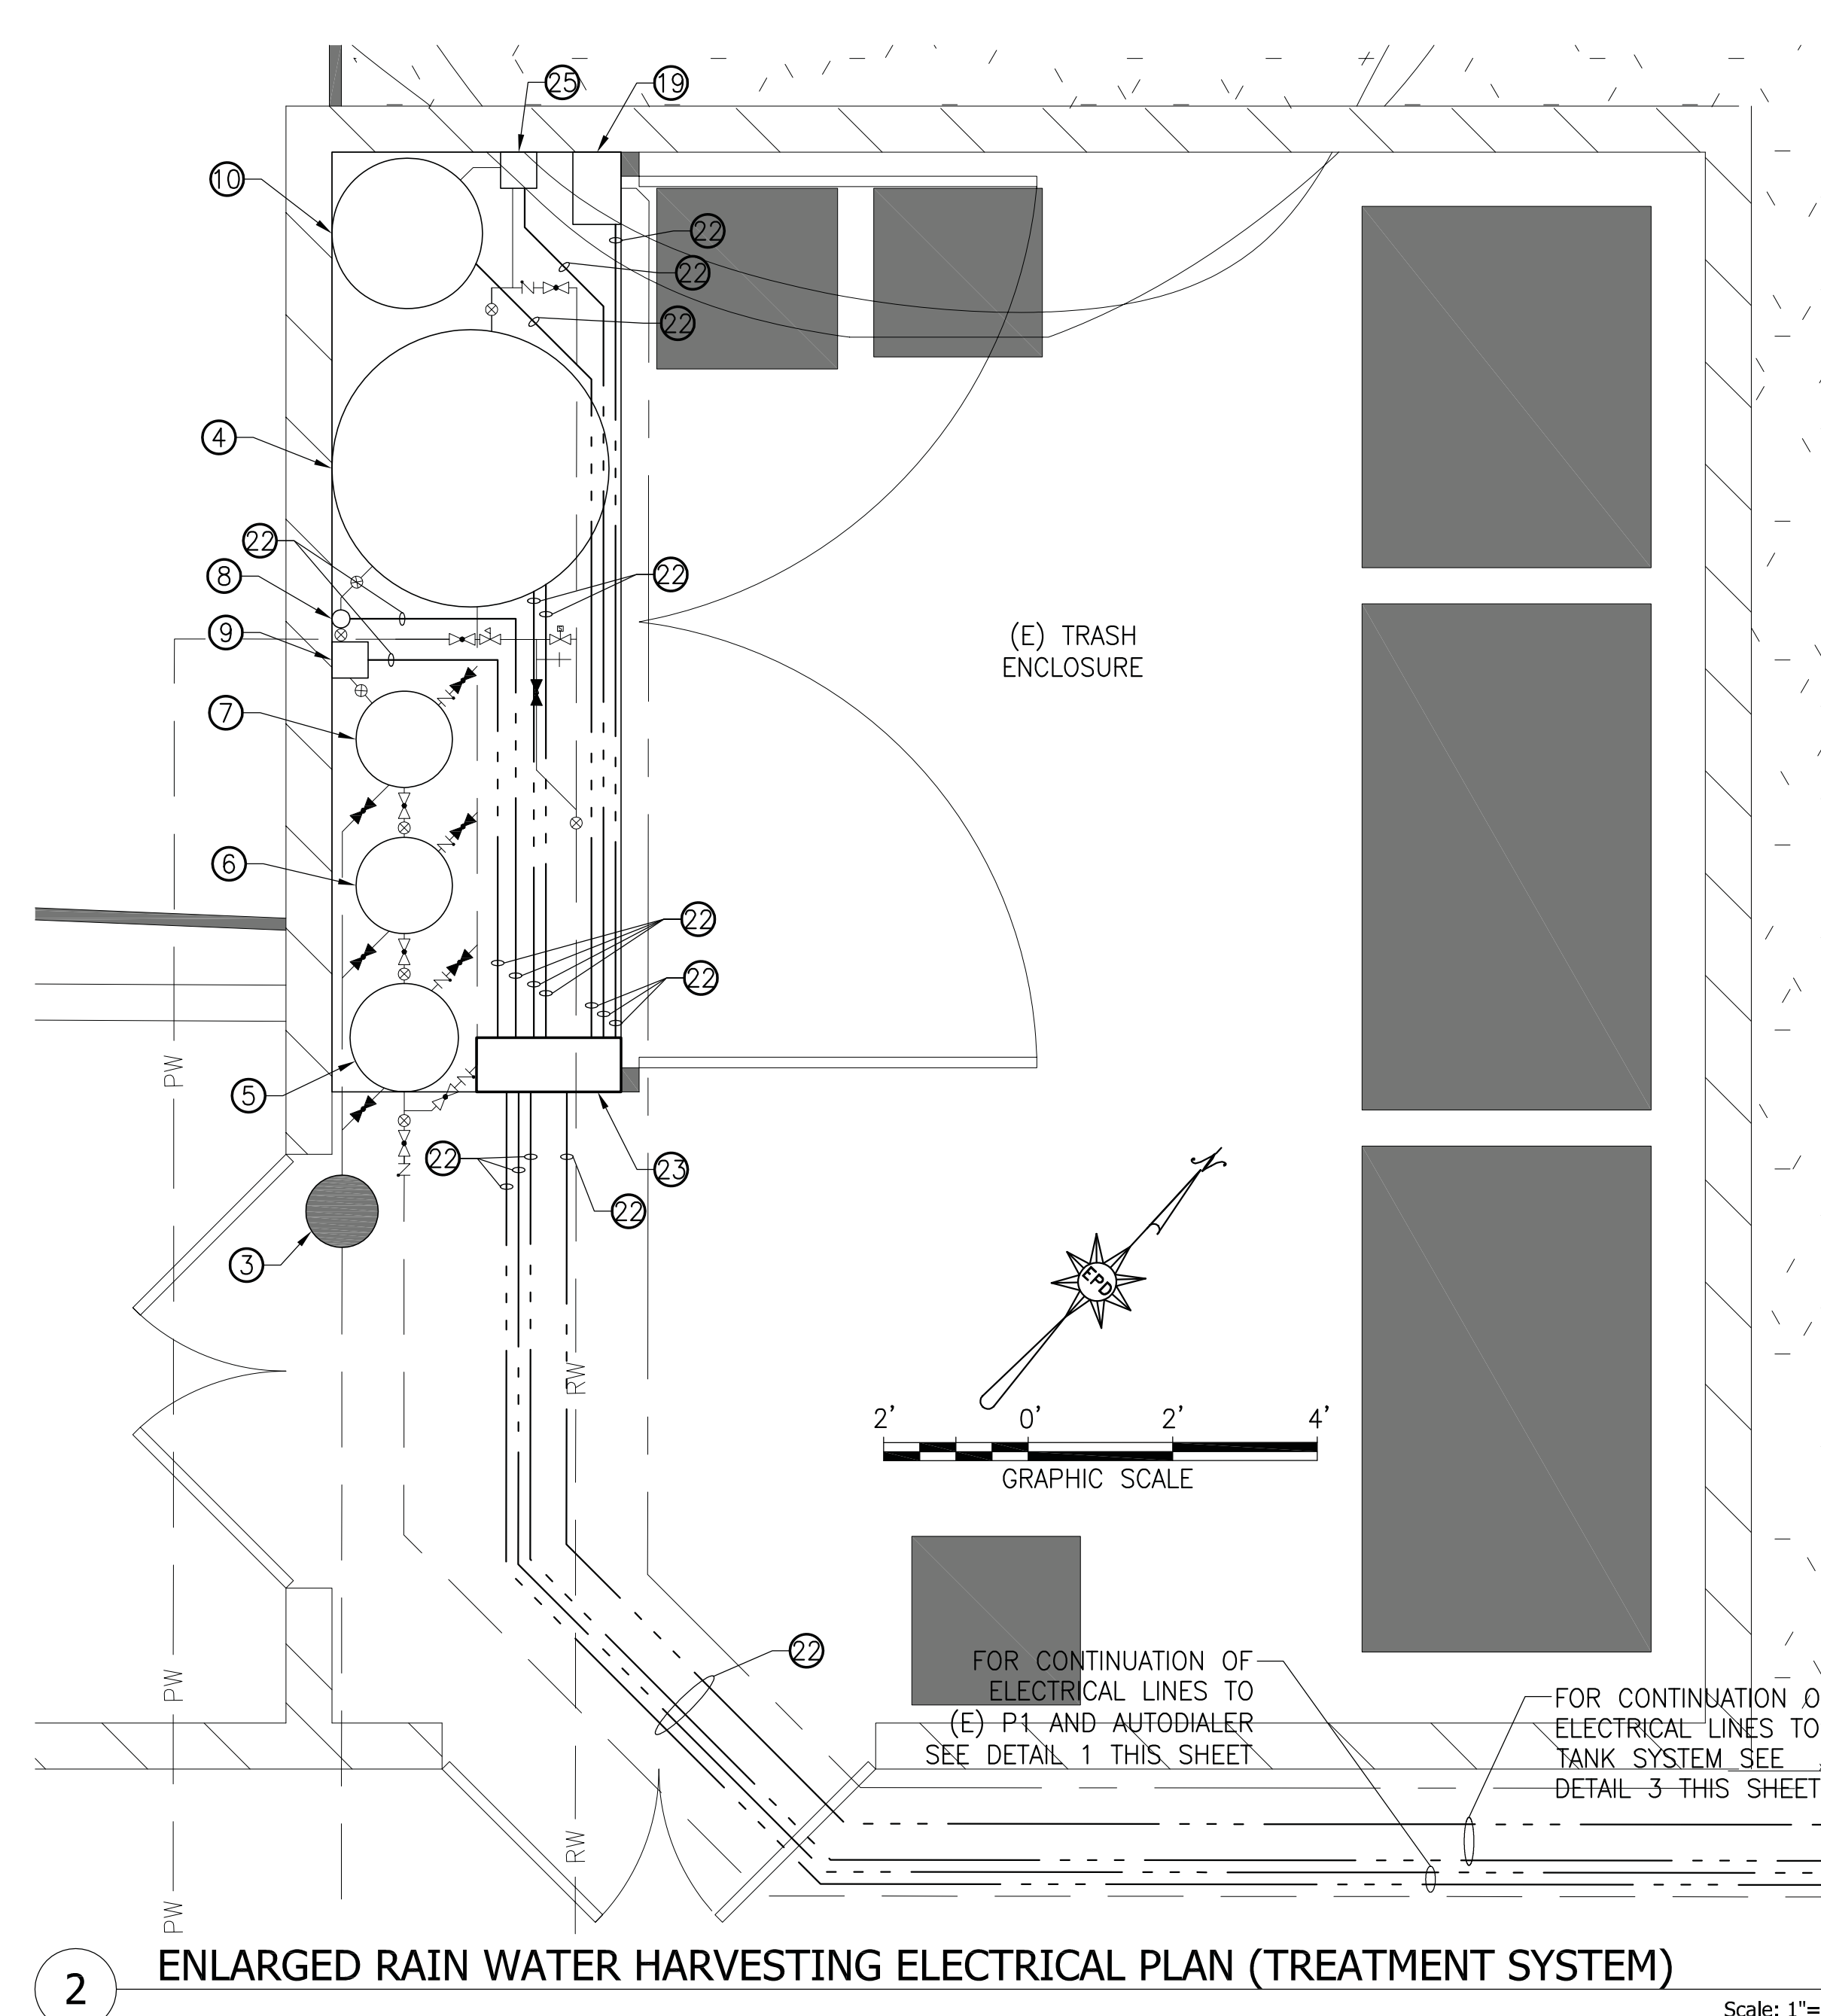 25
19
10
22
22
22
4
22
8
22
9
(E) TRASH
ENCLOSURE
7
6
22
22
PW
5
22
23
22
3
N
EPD
RW
2' 0' 2' 4'
GRAPHIC SCALE
22
PW
FOR CONTINUATION OF
ELECTRICAL LINES TO
(E) P1 AND AUTODIALER
SEE DETAIL 1 THIS SHEET
FOR CONTINUATION O
ELECTRICAL LINES TO
TANK SYSTEM SEE
DETAIL 3 THIS SHEET
RW
PW
2
ENLARGED RAIN WATER HARVESTING ELECTRICAL PLAN (TREATMENT SYSTEM)
Scale: 1"=